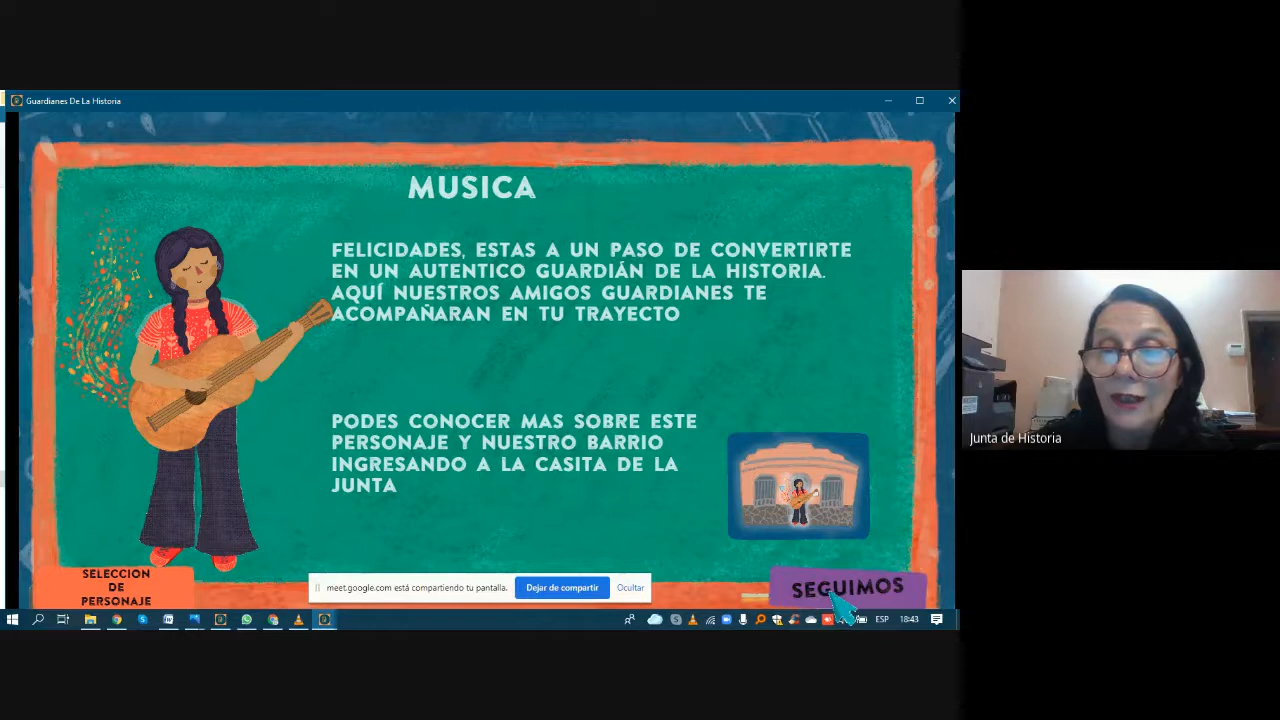 Guardianes De La Historia
MUSICA
FELICIDADES, ESTAS A UN PASO DE CONVERTIRTE
EN UN AUTENTICO GUARDIÁN DE LA HISTORIA.
AQUÍ NUESTROS AMIGOS GUARDIANES TE
ACOMPAÑARAN EN TU TRAYECTO
PODES CONOCER MAS SOBRE ESTE
PERSONAJE Y NUESTRO BARRIO
INGRESANDO A LA CASITA DE LA
JUNTA
SELECCION
DE
PERSONAJE
meet.google.com está compartiendo tu pantalla.
Dejar de compartir
Ocultar
SEGUIMOS
ESP
18:43
Junta de Historia